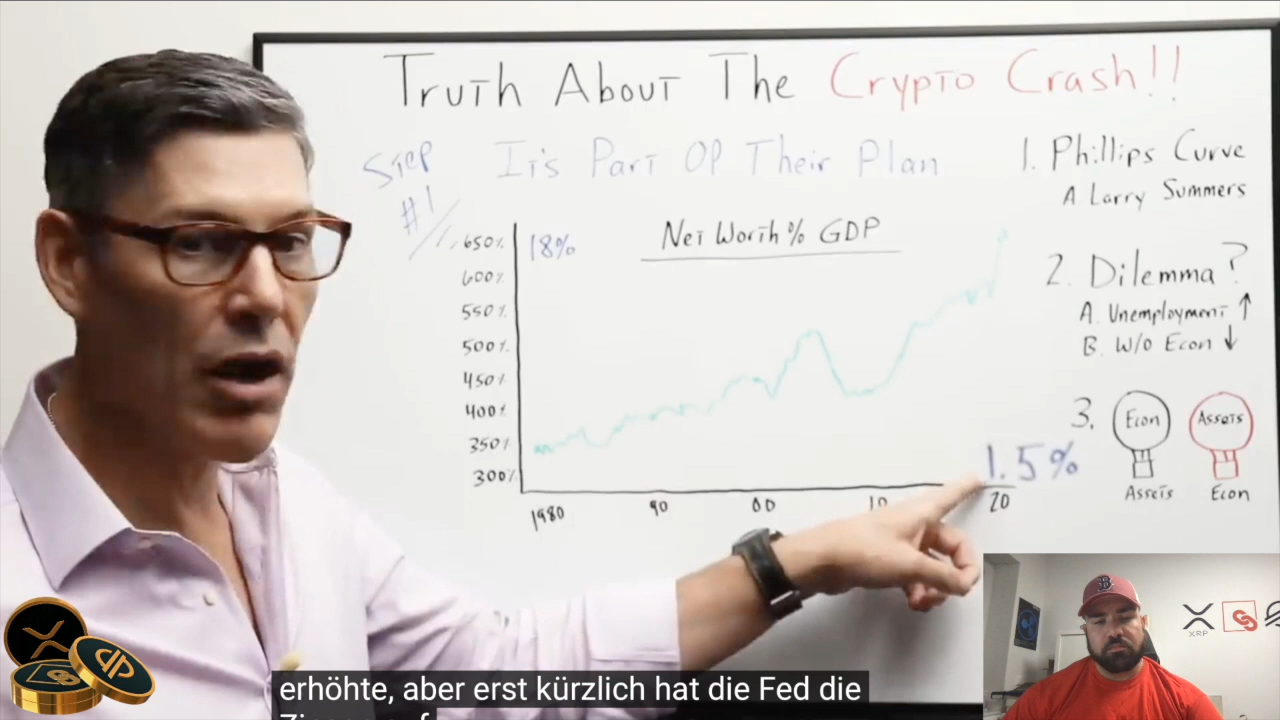 Truth About The Crypto Crash!!
Step
#1
It's Part Of Their Plan
Net Worth % GDP
18%
650%
600%
550%
500%
450%
400%
350%
300%
1980
90
00
10
20
1.5%
1. Phillips Curve
A Larry Summers
2. Dilemma?
A. Unemployment ↑
B. W/o Econ ↓
3.
Econ
Assets
Assets
Econ
XRP
B
erhöhte, aber erst kürzlich hat die Fed die